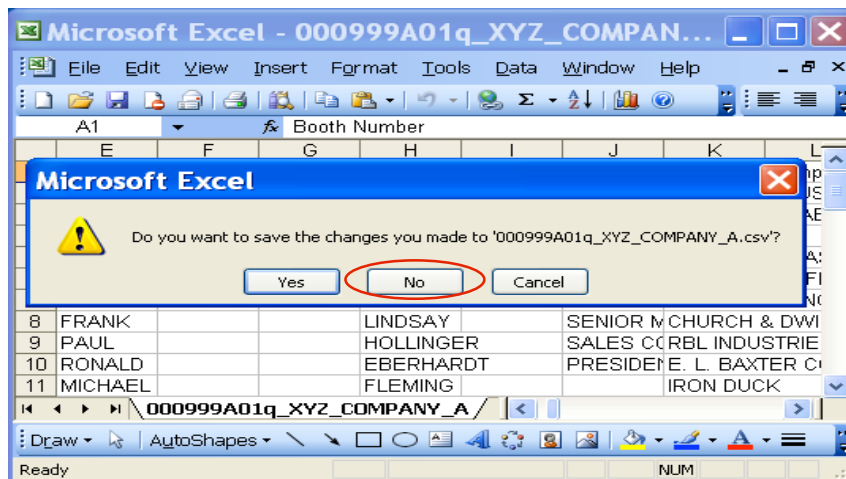 Microsoft Excel - 000999A01q_XYZ_COMPAN...
File Edit View Insert Format Tools Data Window Help
A1 fx Booth Number
E F G H I J K L
Microsoft Excel
Do you want to save the changes you made to '000999A01q_XYZ_COMPANY_A.csv'?
Yes No Cancel
8 FRANK LINDSAY SENIOR M CHURCH & DWI
9 PAUL HOLLINGER SALES CO RBL INDUSTRIE
10 RONALD EBERHARDT PRESIDEN E. L. BAXTER C
11 MICHAEL FLEMING IRON DUCK
000999A01q_XYZ_COMPANY_A
Draw AutoShapes
Ready NUM